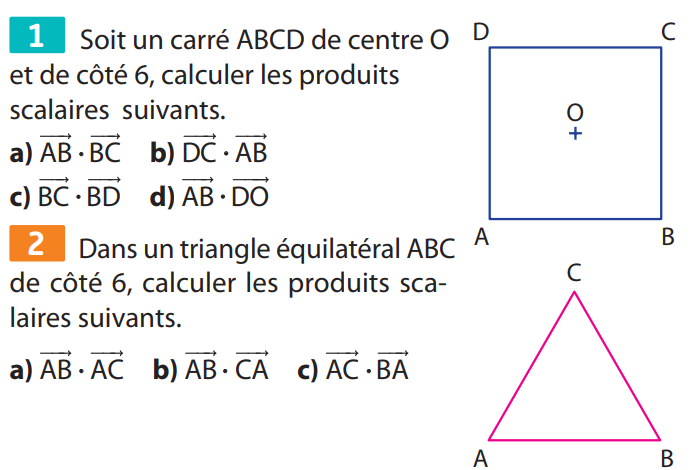 1 Soit un carré ABCD de centre O
et de côté 6, calculer les produits
scalaires suivants.
a) AB⃗ · BC⃗ b) DC⃗ · AB⃗
c) BC⃗ · BD⃗ d) AB⃗ · DO⃗
D C
O
A B
2 Dans un triangle équilatéral ABC
de côté 6, calculer les produits sca-
laires suivants.
a) AB⃗ · AC⃗ b) AB⃗ · CA⃗ c) AC⃗ · BA⃗
C
A B